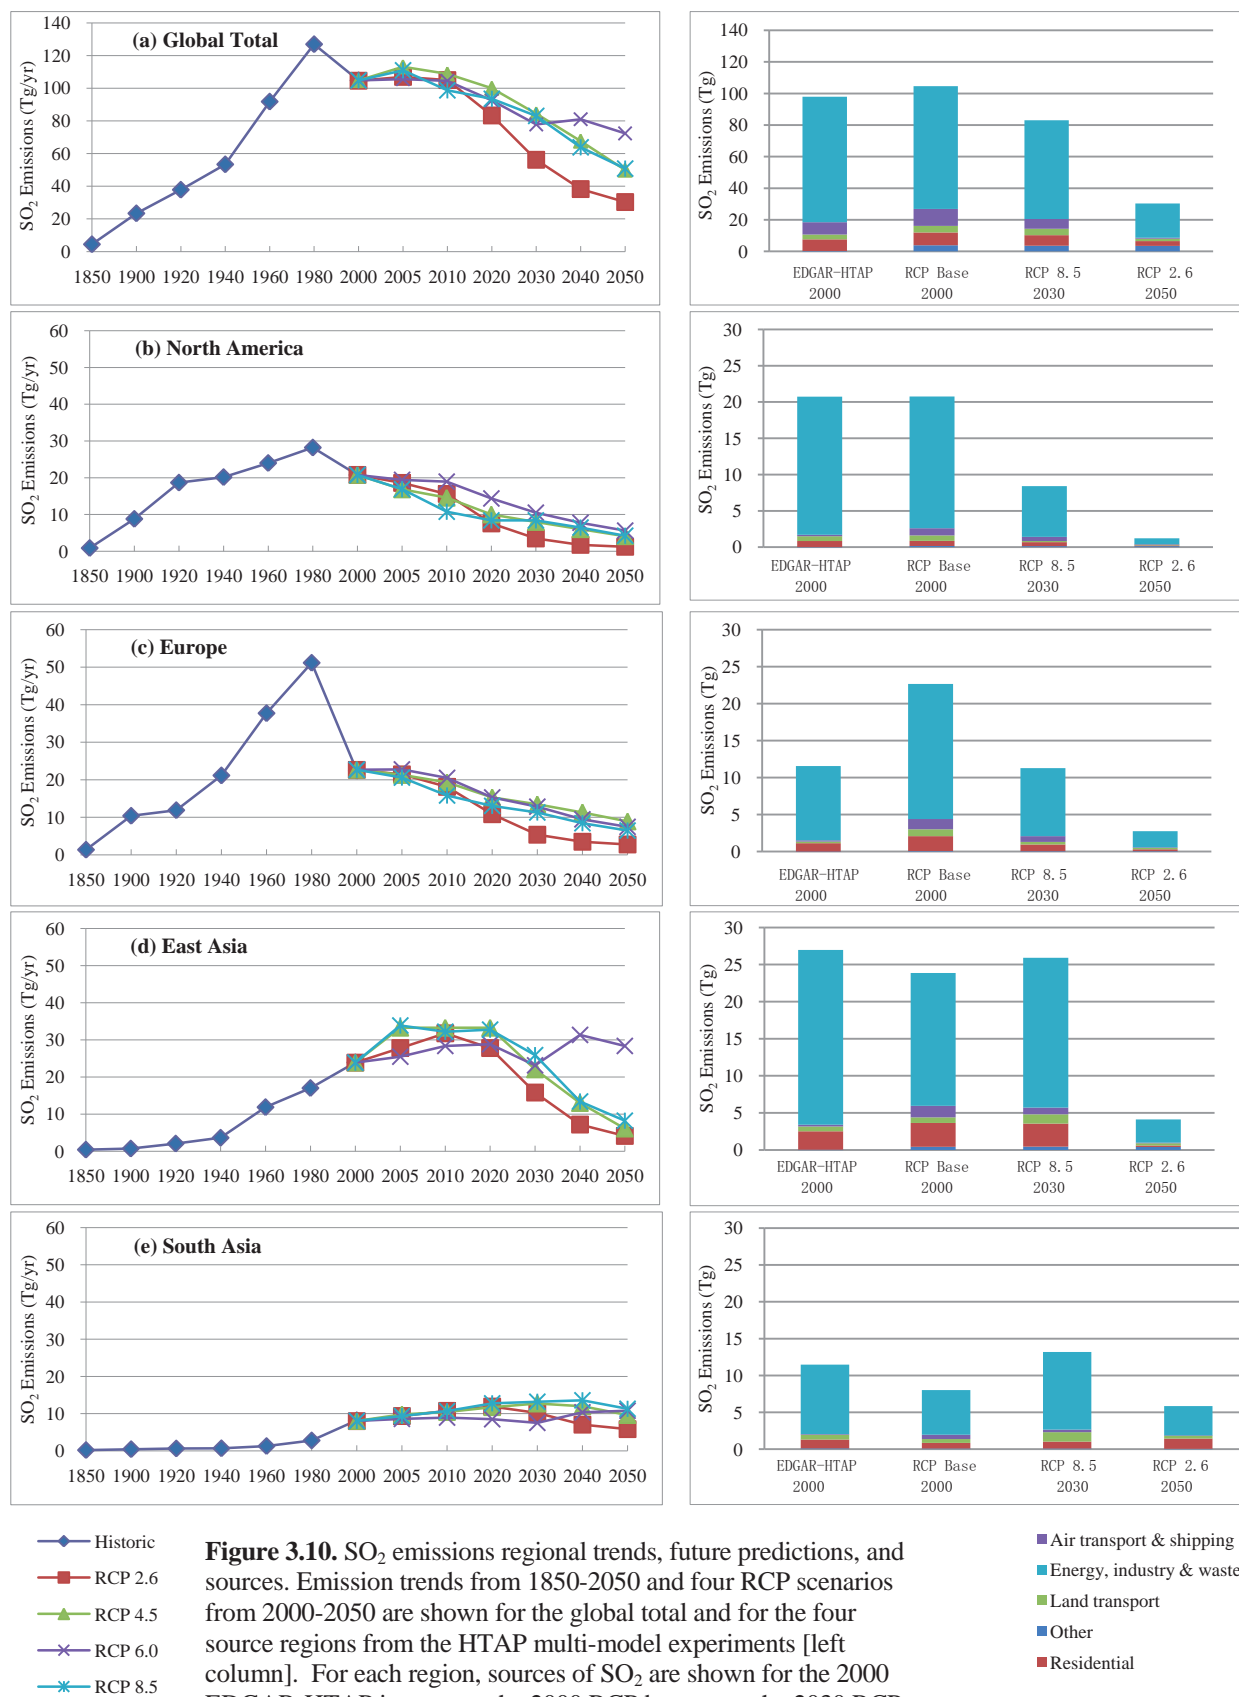 (a) Global Total
SO₂ Emissions (Tg/yr)
140
120
100
80
60
40
20
0
1850 1900 1920 1940 1960 1980 2000 2005 2010 2020 2030 2040 2050
SO₂ Emissions (Tg)
140
120
100
80
60
40
20
0
EDGAR-HTAP RCP Base RCP 8.5 RCP 2.6
2000 2000 2030 2050
(b) North America
SO₂ Emissions (Tg/yr)
60
50
40
30
20
10
0
1850 1900 1920 1940 1960 1980 2000 2005 2010 2020 2030 2040 2050
SO₂ Emissions (Tg)
30
25
20
15
10
5
0
EDGAR-HTAP RCP Base RCP 8.5 RCP 2.6
2000 2000 2030 2050
(c) Europe
SO₂ Emissions (Tg/yr)
60
50
40
30
20
10
0
1850 1900 1920 1940 1960 1980 2000 2005 2010 2020 2030 2040 2050
SO₂ Emissions (Tg)
30
25
20
15
10
5
0
EDGAR-HTAP RCP Base RCP 8.5 RCP 2.6
2000 2000 2030 2050
(d) East Asia
SO₂ Emissions (Tg/yr)
60
50
40
30
20
10
0
1850 1900 1920 1940 1960 1980 2000 2005 2010 2020 2030 2040 2050
SO₂ Emissions (Tg)
30
25
20
15
10
5
0
EDGAR-HTAP RCP Base RCP 8.5 RCP 2.6
2000 2000 2030 2050
(e) South Asia
SO₂ Emissions (Tg/yr)
60
50
40
30
20
10
0
1850 1900 1920 1940 1960 1980 2000 2005 2010 2020 2030 2040 2050
SO₂ Emissions (Tg)
30
25
20
15
10
5
0
EDGAR-HTAP RCP Base RCP 8.5 RCP 2.6
2000 2000 2030 2050
Historic
RCP 2.6
RCP 4.5
RCP 6.0
RCP 8.5
Figure 3.10. SO₂ emissions regional trends, future predictions, and
sources. Emission trends from 1850-2050 and four RCP scenarios
from 2000-2050 are shown for the global total and for the four
source regions from the HTAP multi-model experiments [left
column]. For each region, sources of SO₂ are shown for the 2000
Air transport & shipping
Energy, industry & waste
Land transport
Other
Residential